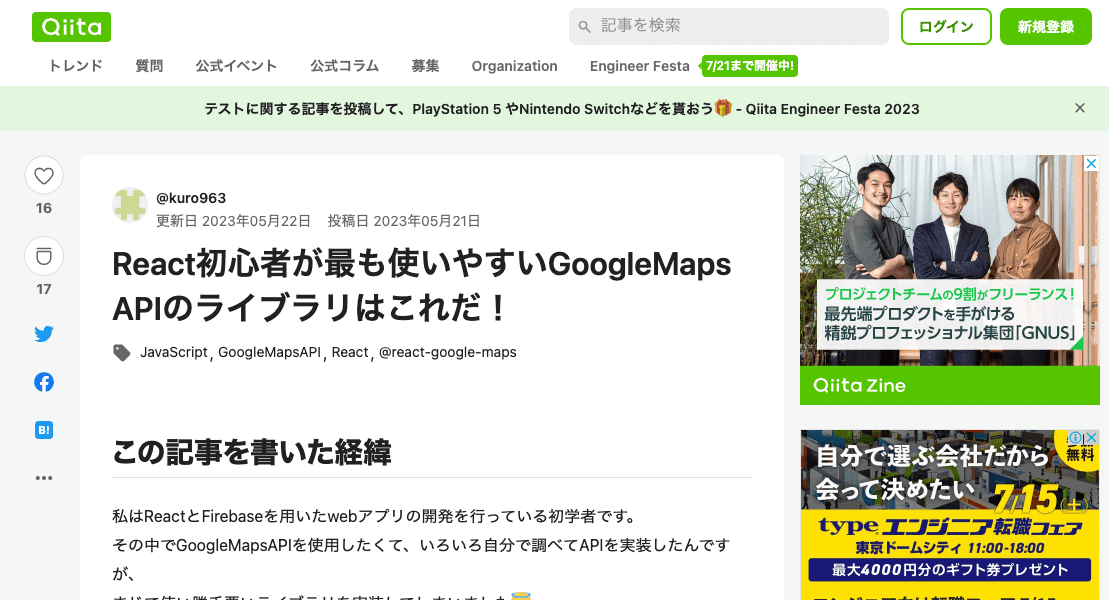 Qiita
記事を検索
ログイン
新規登録
トレンド 質問 公式イベント 公式コラム 募集 Organization Engineer Festa 7/21まで開催中!
テストに関する記事を投稿して、PlayStation 5 やNintendo Switchなどを貰おう🎁 - Qiita Engineer Festa 2023
16
17
B!
@kuro963
更新日 2023年05月22日 投稿日 2023年05月21日
React初心者が最も使いやすいGoogleMaps
APIのライブラリはこれだ！
JavaScript, GoogleMapsAPI, React, @react-google-maps
この記事を書いた経緯
私はReactとFirebaseを用いたwebアプリの開発を行っている初学者です。
その中でGoogleMapsAPIを使用したくて、いろいろ自分で調べてAPIを実装したんです
が、
プロジェクトチームの9割がフリーランス！
最先端プロダクトを手がける
精鋭プロフェッショナル集団「GNUS」
Qiita Zine
無料
自分で選ぶ会社だから
会って決めたい
7.15(土)
typeエンジニア転職フェア
東京ドームシティ 11:00-18:00
最大4000円分のギフト券プレゼント